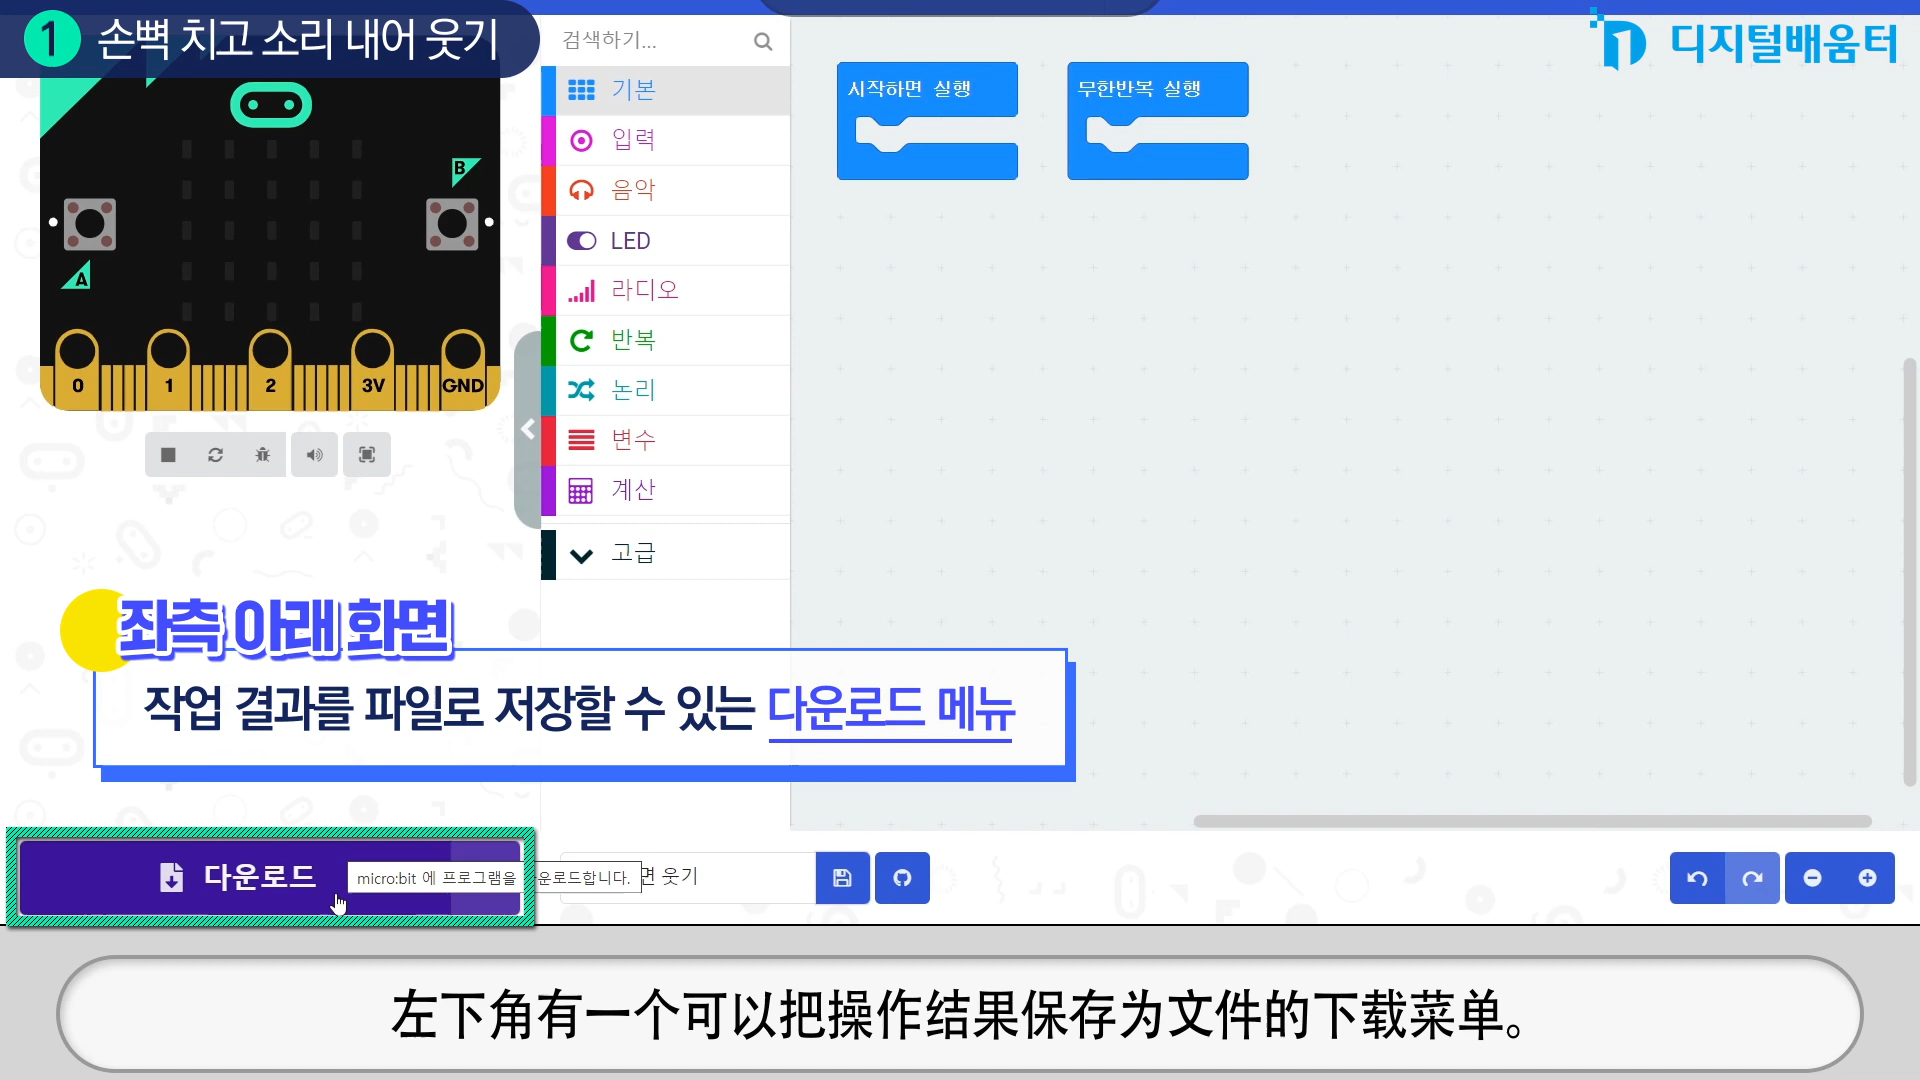 1 손뼉 치고 소리 내어 웃기
디지털배움터
검색하기...
기본
입력
음악
LED
라디오
반복
논리
변수
계산
고급
시작하면 실행
무한반복 실행
B
A
0 1 2 3V GND
좌측 아래 화면
작업 결과를 파일로 저장할 수 있는 다운로드 메뉴
다운로드
micro:bit 에 프로그램을
운로드합니다.
면 웃기
左下角有一个可以把操作结果保存为文件的下载菜单。